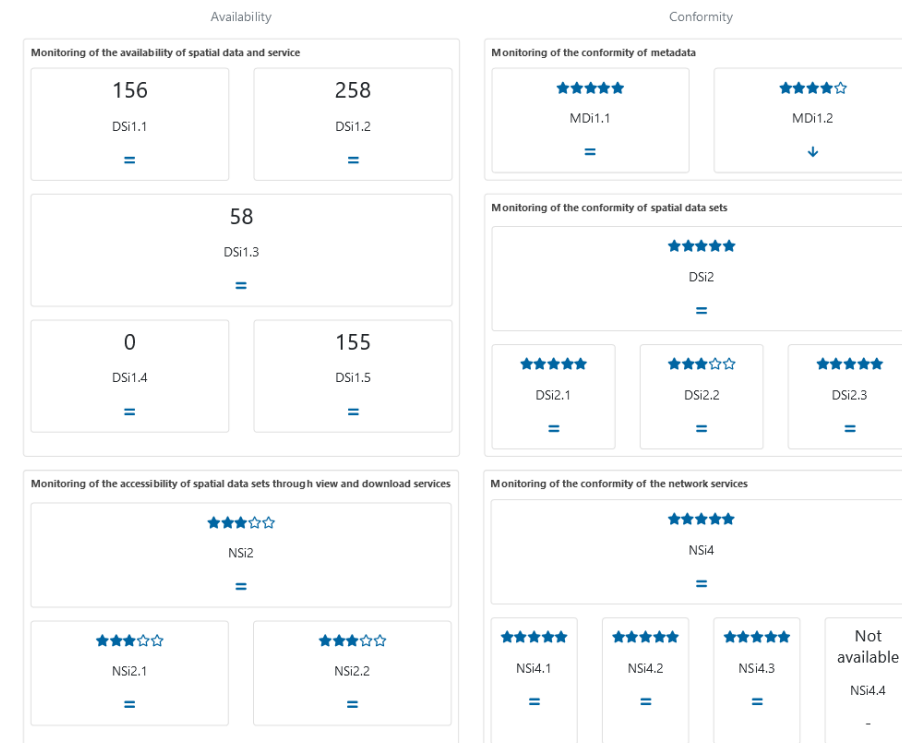 Availability
Monitoring of the availability of spatial data and service
156
DSi1.1
=
258
DSi1.2
=
58
DSi1.3
=
0
DSi1.4
=
155
DSi1.5
=
Monitoring of the accessibility of spatial data sets through view and download services
NSi2
=
NSi2.1
=
NSi2.2
=
Conformity
Monitoring of the conformity of metadata
MDi1.1
=
MDi1.2
Monitoring of the conformity of spatial data sets
DSi2
=
DSi2.1
=
DSi2.2
=
DSi2.3
=
Monitoring of the conformity of the network services
NSi4
=
NSi4.1
=
NSi4.2
=
NSi4.3
=
Not
available
NSi4.4
-